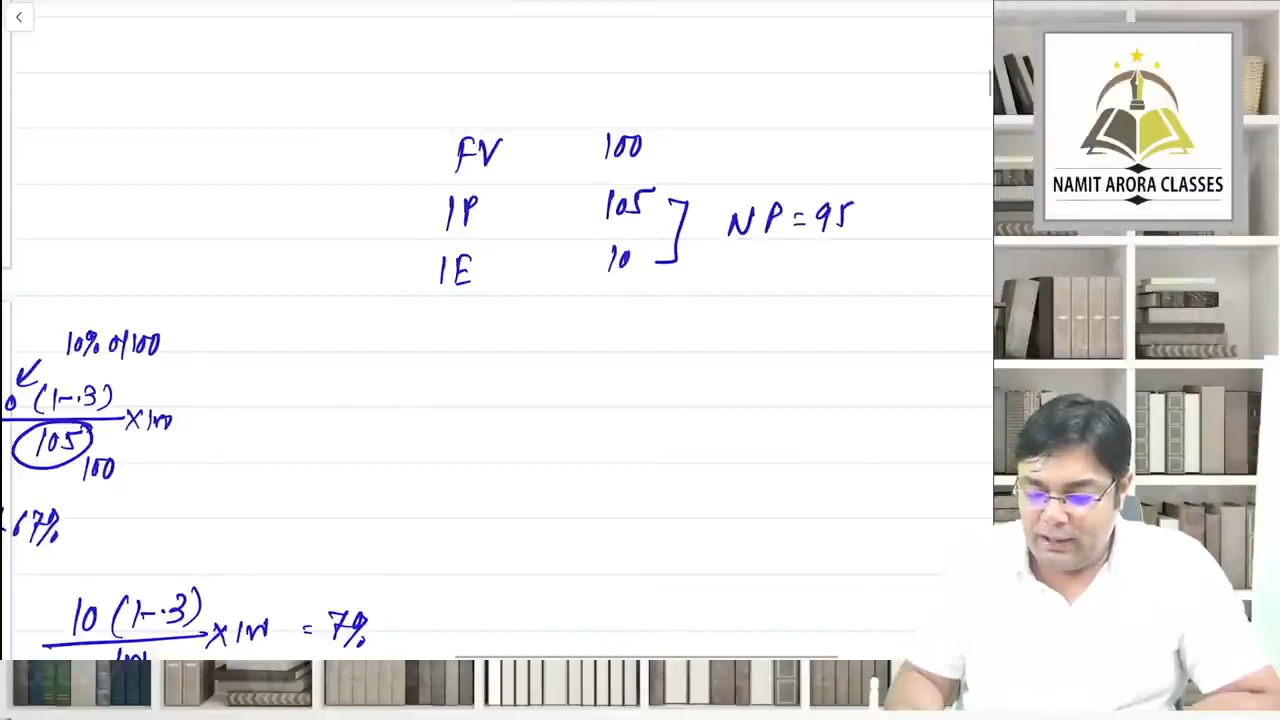 FV 100
IP 105
IE 10
NP = 95
10% of 100
(1-.3)
105
100
x 100
67%
10 (1-.3)
x 100 = 7%
NAMIT ARORA CLASSES